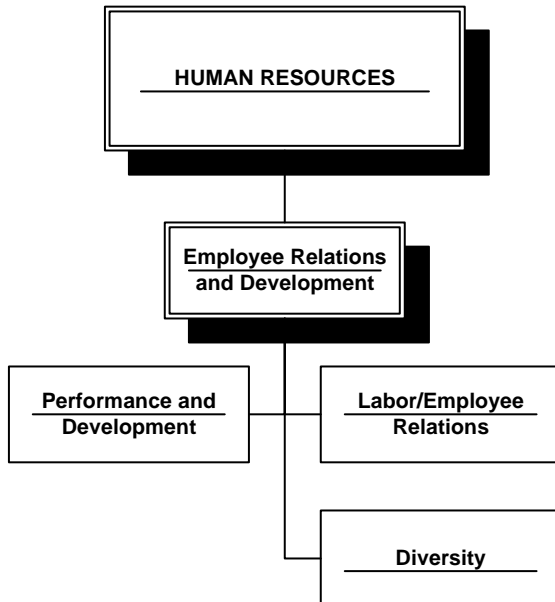 HUMAN RESOURCES
Employee Relations
and Development
Performance and
Development
Labor/Employee
Relations
Diversity